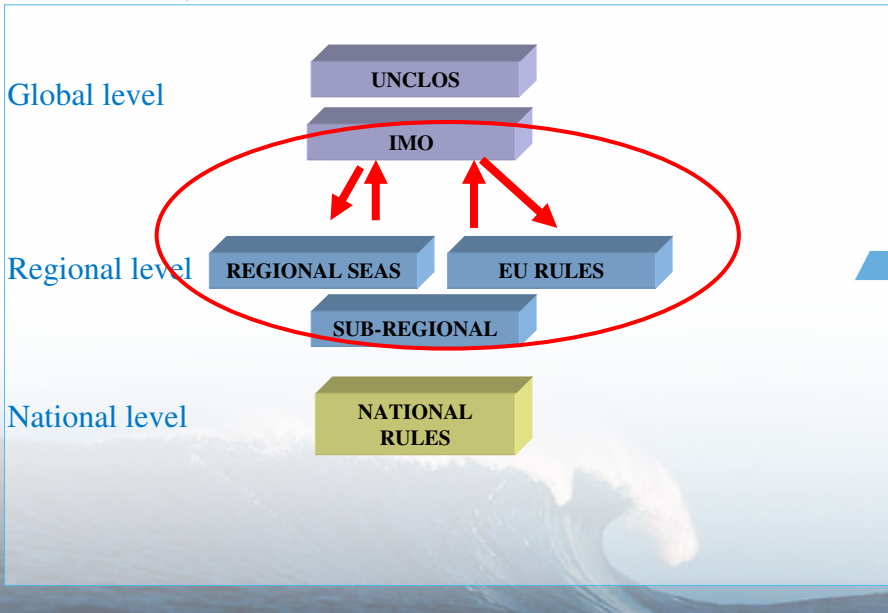 Global level
UNCLOS
IMO
Regional level
REGIONAL SEAS
EU RULES
SUB-REGIONAL
National level
NATIONAL
RULES